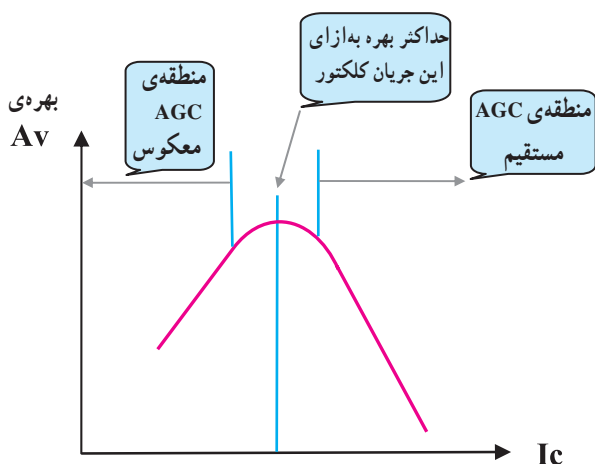 حداکثر بهره به‌ازای
این جریان کلکتور
منطقه‌ی AGC
مستقیم
منطقه‌ی
AGC
معکوس
بهره‌ی
Av
Ic